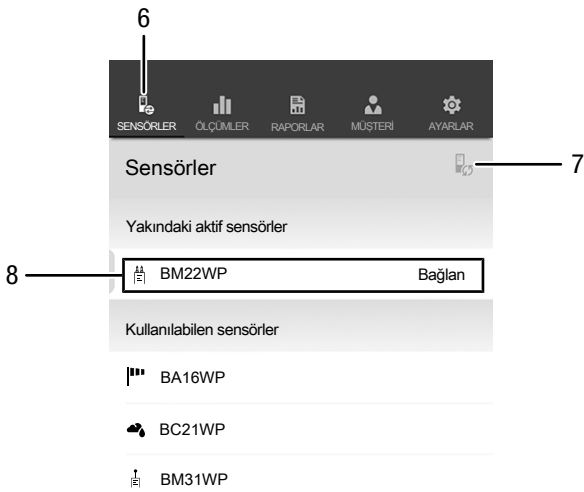 6
SENSÖRLER ÖLÇÜMLER RAPORLAR MÜŞTERİ AYARLAR
Sensörler
7
Yakındaki aktif sensörler
8
BM22WP Bağlan
Kullanılabilen sensörler
BA16WP
BC21WP
BM31WP